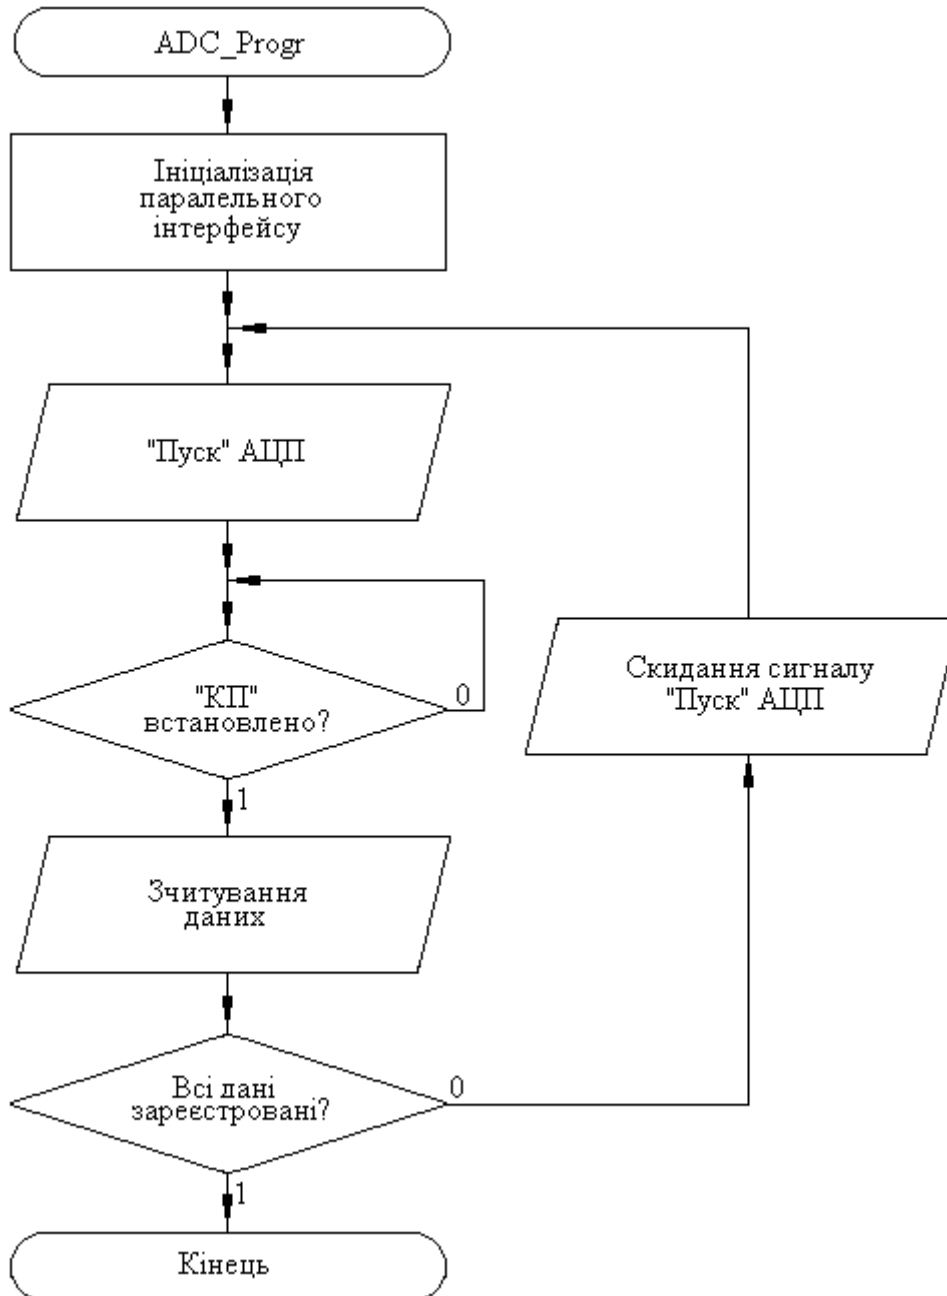 ADC_Progr
Ініціалізація
паралельного
інтерфейсу
"Пуск" АЦП
"КП"
встановлено?
0
Скидання сигналу
"Пуск" АЦП
1
Зчитування
даних
Всі дані
зареєстровані?
0
1
Кінець